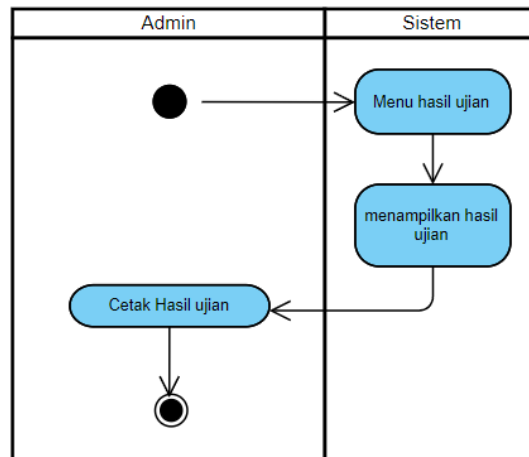 Admin
Sistem
Menu hasil ujian
menampilkan hasil
ujian
Cetak Hasil ujian